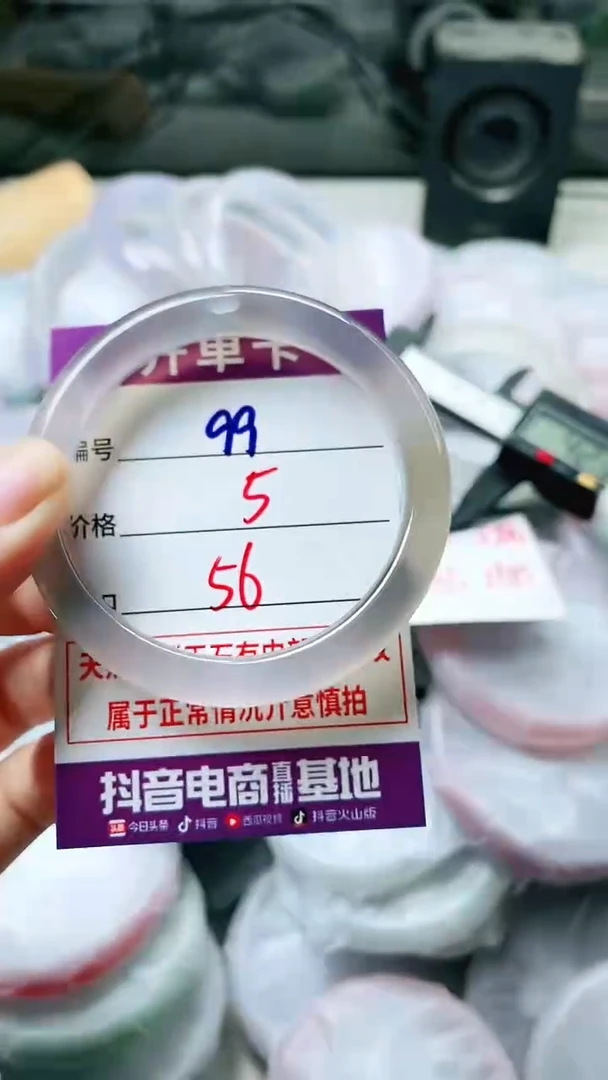 开单卡
编号 99
价格 5
56
属于正常情况介意慎拍
抖音电商直播基地
头条 今日头条 抖音 西瓜视频 抖音火山版